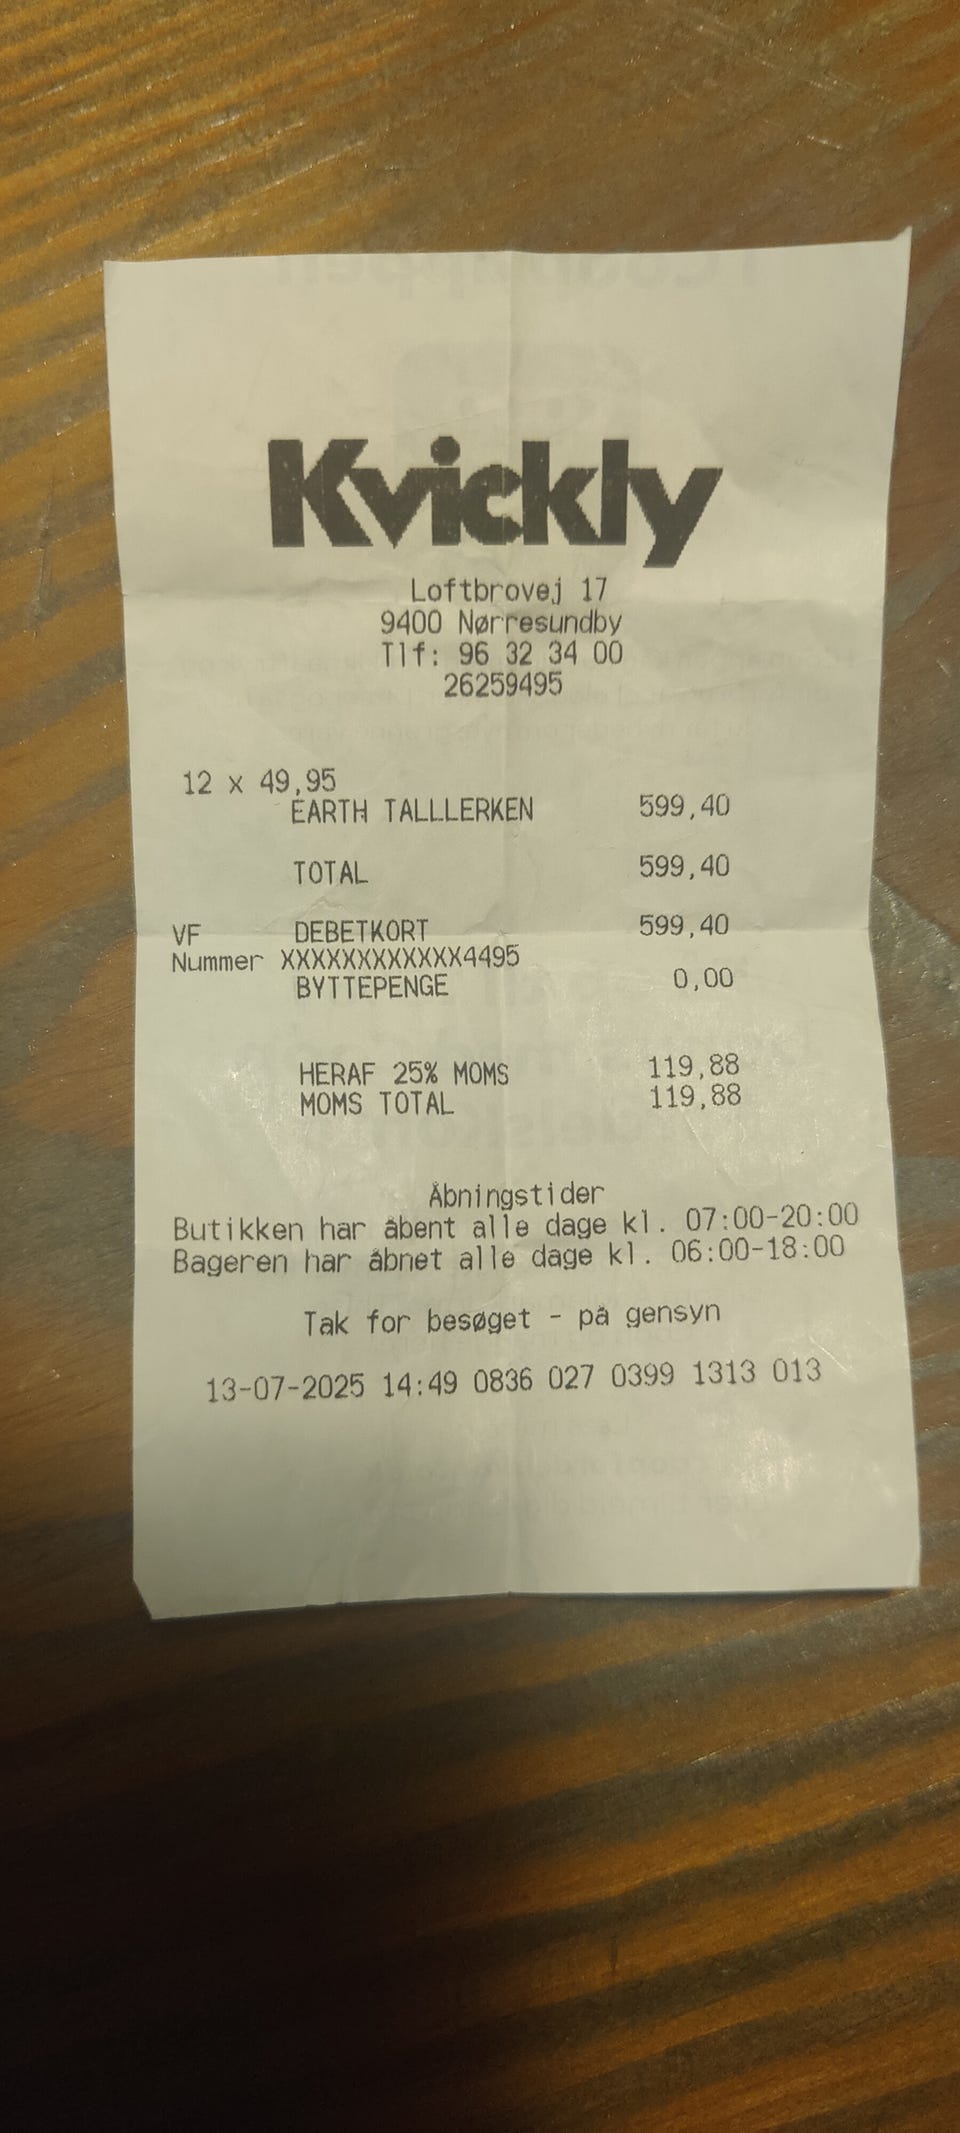 Kvickly
Loftbrovej 17
9400 Nørresundby
Tlf: 96 32 34 00
26259495
12 x 49,95
EARTH TALLLERKEN 599,40
TOTAL 599,40
VF DEBETKORT 599,40
Nummer XXXXXXXXXXXX4495
BYTTEPENGE 0,00
HERAF 25% MOMS 119,88
MOMS TOTAL 119,88
Åbningstider
Butikken har åbent alle dage kl. 07:00-20:00
Bageren har åbnet alle dage kl. 06:00-18:00
Tak for besøget - på gensyn
13-07-2025 14:49 0836 027 0399 1313 013